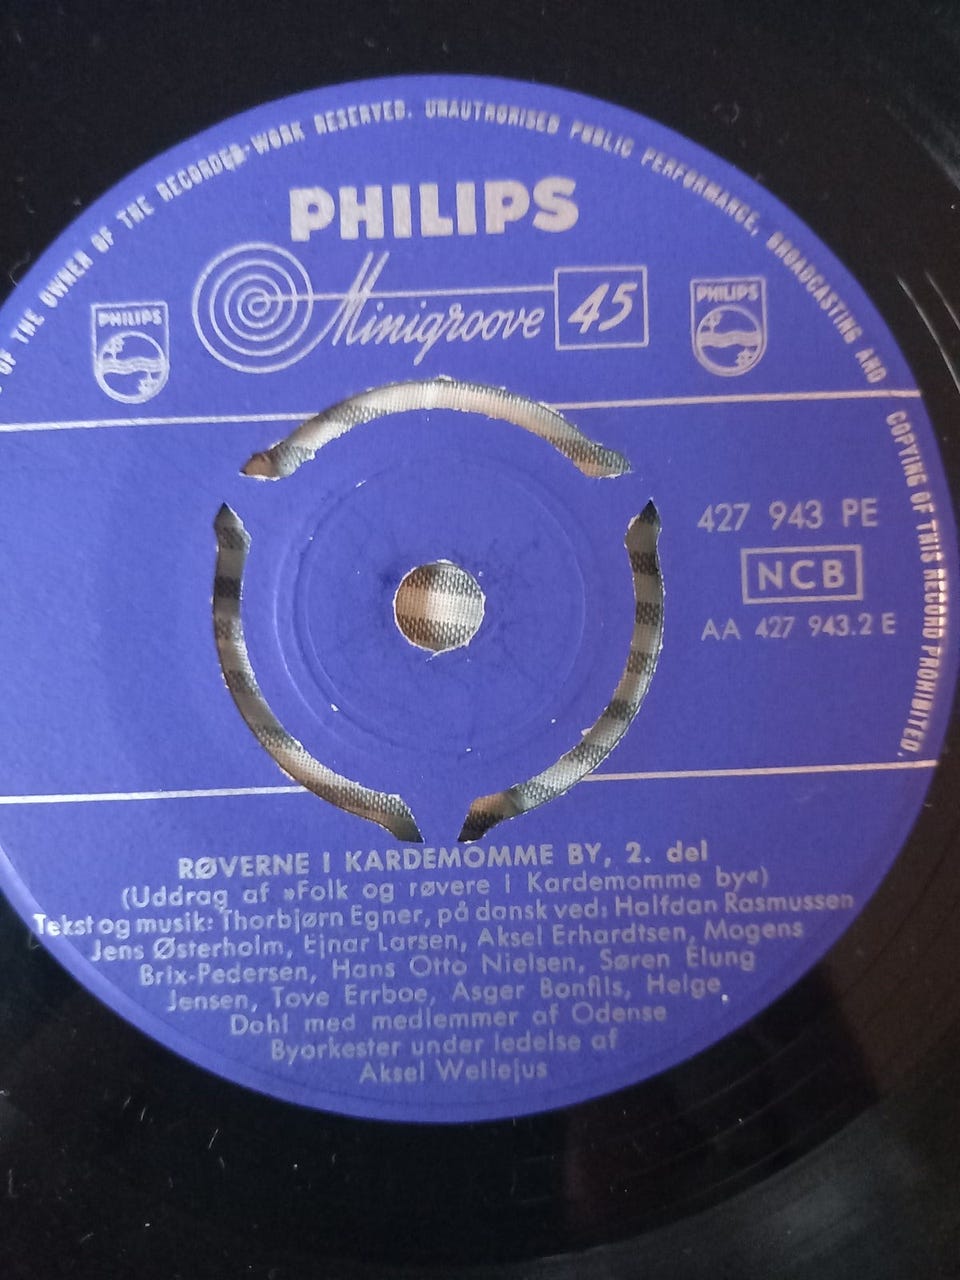 OF THE OWNER OF THE RECORDED WORK RESERVED. UNAUTHORISED PUBLIC PERFORMANCE, BROADCASTING AND COPYING OF THIS RECORD PROHIBITED.
PHILIPS
Minigroove 45
PHILIPS
PHILIPS
427 943 PE
NCB
AA 427 943.2 E
RØVERNE I KARDEMOMME BY, 2. del
(Uddrag af »Folk og røvere i Kardemomme by«)
Tekst og musik: Thorbjørn Egner, på dansk ved: Halfdan Rasmussen
Jens Østerholm, Ejnar Larsen, Aksel Erhardtsen, Mogens
Brix-Pedersen, Hans Otto Nielsen, Søren Elung
Jensen, Tove Errboe, Asger Bonfils, Helge
Dohl med medlemmer af Odense
Byorkester under ledelse af
Aksel Wellejus